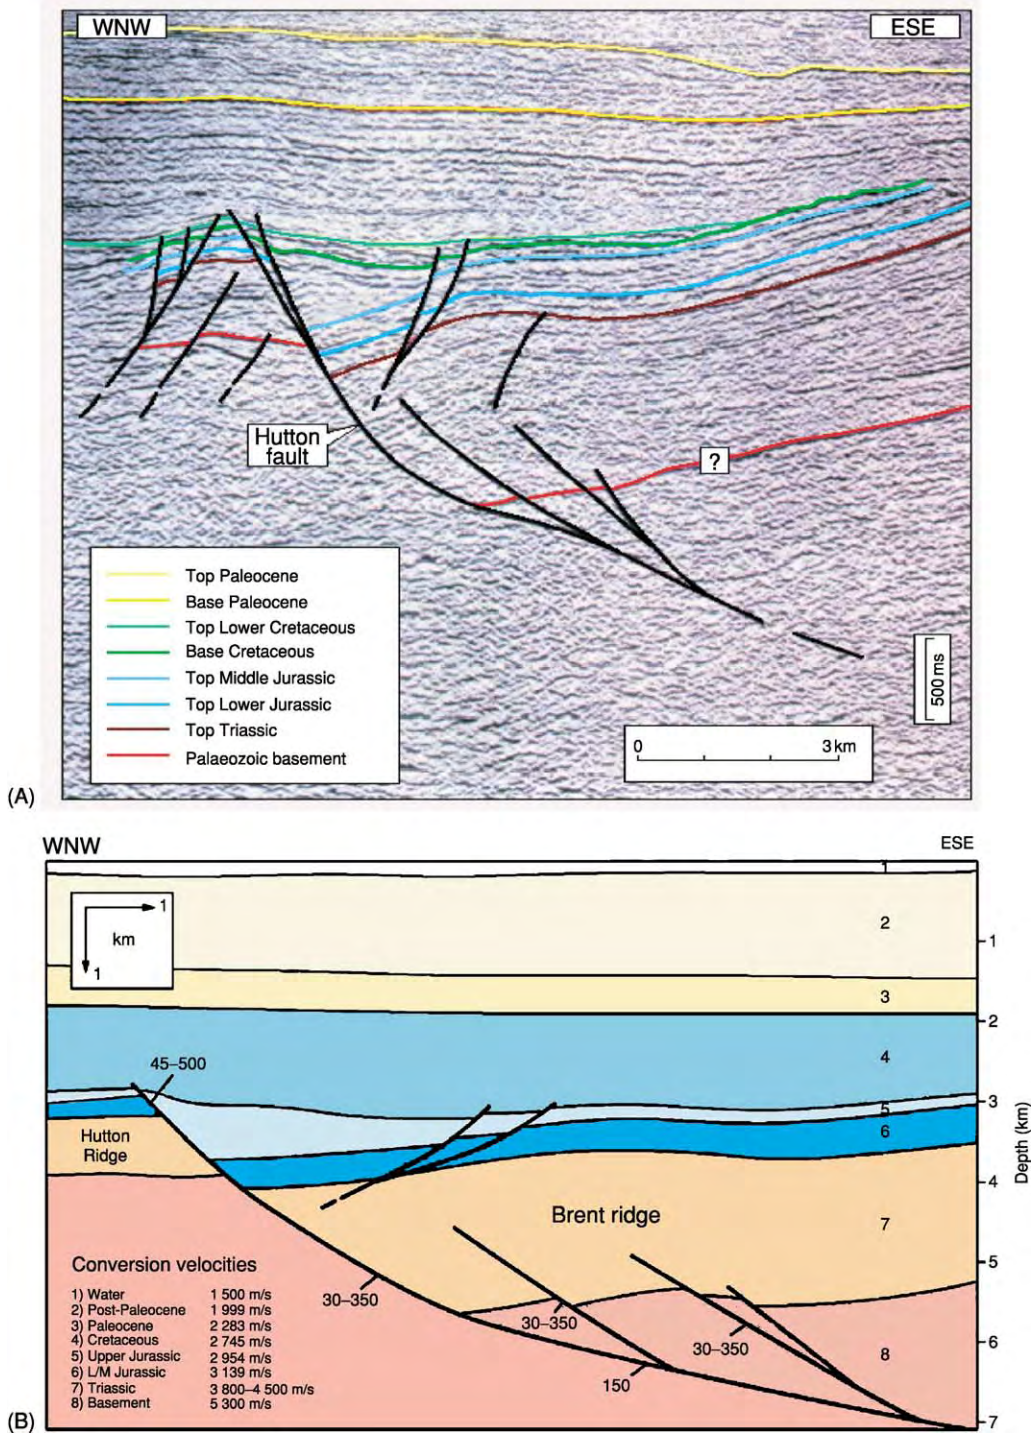 WNW
ESE
Hutton
fault
?
Top Paleocene
Base Paleocene
Top Lower Cretaceous
Base Cretaceous
Top Middle Jurassic
Top Lower Jurassic
Top Triassic
Palaeozoic basement
500 ms
0 3 km
(A)
WNW
ESE
1
km
1
1
2
3
4
5
6
7
8
45–500
Hutton
Ridge
Brent ridge
30–350
30–350
30–350
150
Conversion velocities
1) Water 1 500 m/s
2) Post-Paleocene 1 999 m/s
3) Paleocene 2 283 m/s
4) Cretaceous 2 745 m/s
5) Upper Jurassic 2 954 m/s
6) L/M Jurassic 3 139 m/s
7) Triassic 3 800–4 500 m/s
8) Basement 5 300 m/s
1
2
3
4
5
6
7
Depth (km)
(B)